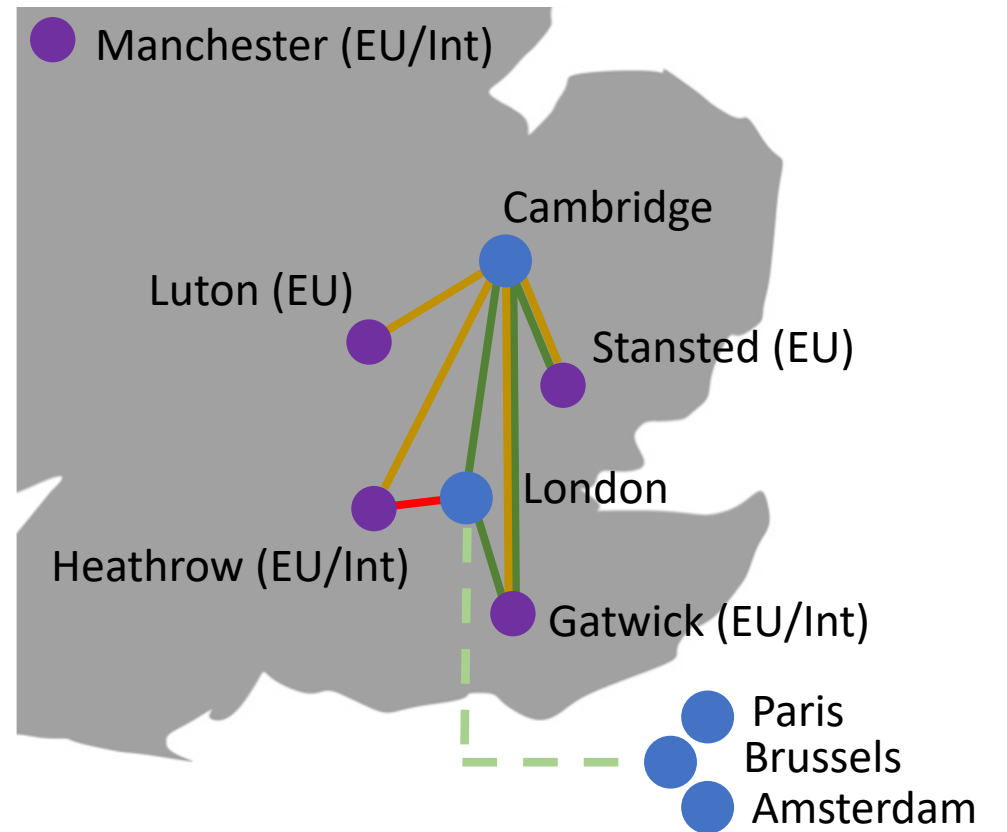 Manchester (EU/Int)
Cambridge
Luton (EU)
Stansted (EU)
London
Heathrow (EU/Int)
Gatwick (EU/Int)
Paris
Brussels
Amsterdam